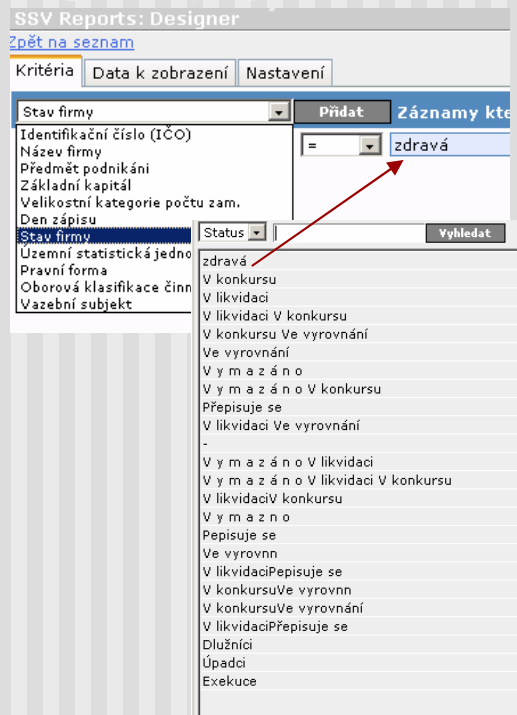 SSV Reports: Designer
Zpět na seznam
Kritéria Data k zobrazení Nastavení
Stav firmy Přidat Záznamy kte
Identifikační číslo (IČO) = zdravá
Název firmy
Předmět podnikáni
Základní kapitál
Velikostní kategorie počtu zam.
Den zápisu
Stav firmy
Územní statistická jedno
Pravní forma
Oborová klasifikace činn
Vazební subjekt
Status Vyhledat
zdravá
V konkursu
V likvidaci
V likvidaci V konkursu
V konkursu Ve vyrovnání
Ve vyrovnání
V y m a z á n o
V y m a z á n o V konkursu
Přepisuje se
V likvidaci Ve vyrovnání
-
V y m a z á n o V likvidaci
V y m a z á n o V likvidaci V konkursu
V likvidaciV konkursu
V y m a z n o
Pepisuje se
Ve vyrovnn
V likvidaciPepisuje se
V konkursuVe vyrovnn
V konkursuVe vyrovnání
V likvidaciPřepisuje se
Dlužníci
Úpadci
Exekuce